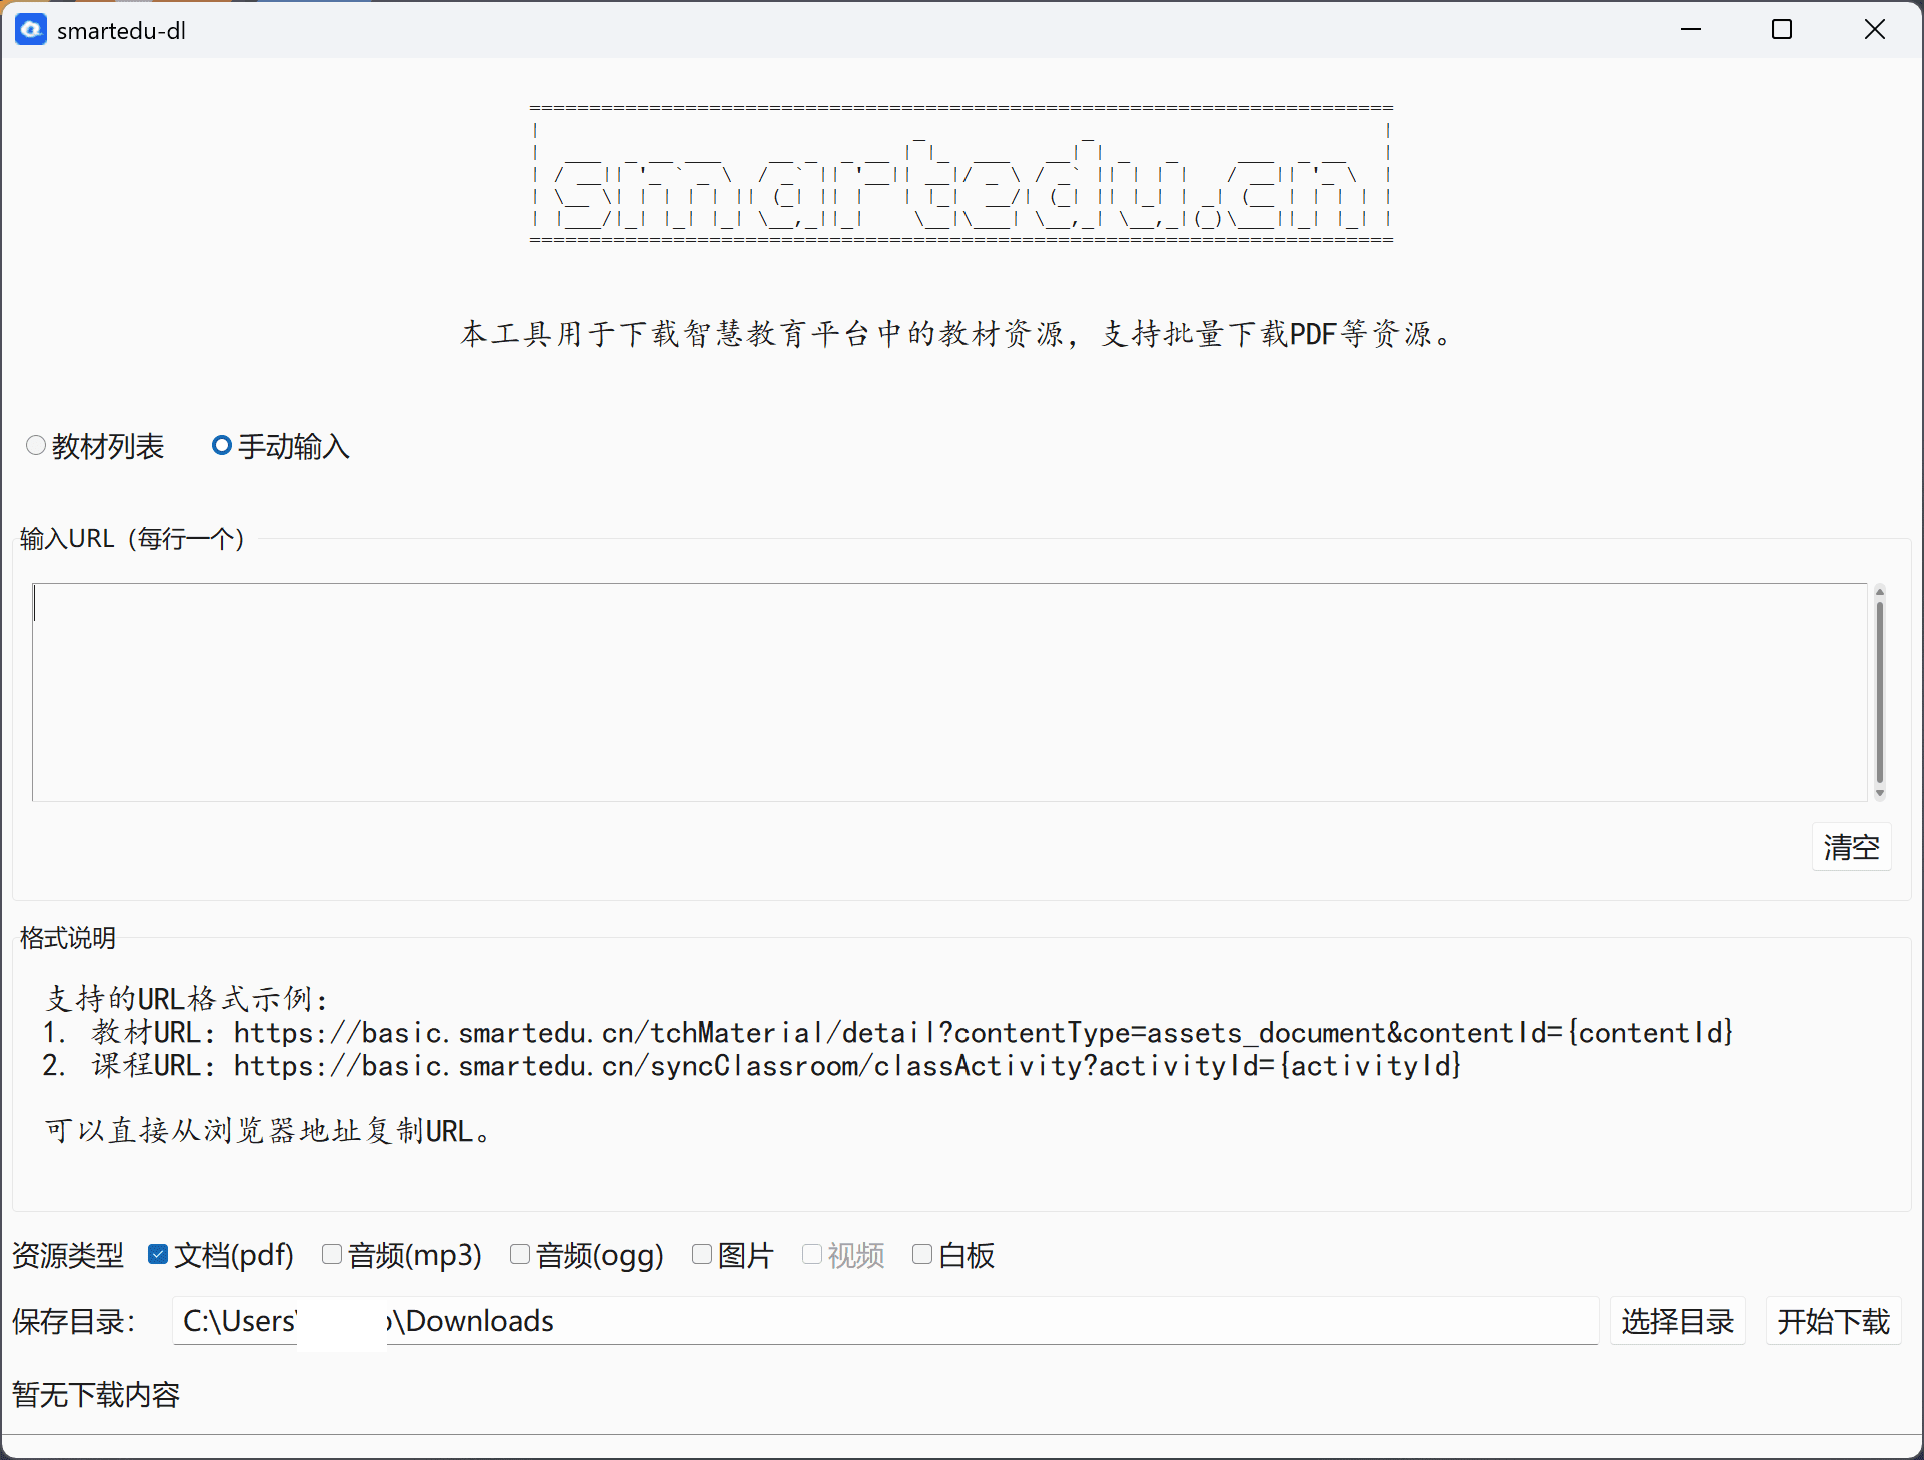 smartedu-dl
smartedu.cn
本工具用于下载智慧教育平台中的教材资源，支持批量下载PDF等资源。
教材列表 手动输入
输入URL（每行一个）
清空
格式说明
支持的URL格式示例：
1. 教材URL：https://basic.smartedu.cn/tchMaterial/detail?contentType=assets_document&contentId={contentId}
2. 课程URL：https://basic.smartedu.cn/syncClassroom/classActivity?activityId={activityId}
可以直接从浏览器地址复制URL。
资源类型 文档(pdf) 音频(mp3) 音频(ogg) 图片 视频 白板
保存目录： C:\Users\ \Downloads 选择目录 开始下载
暂无下载内容